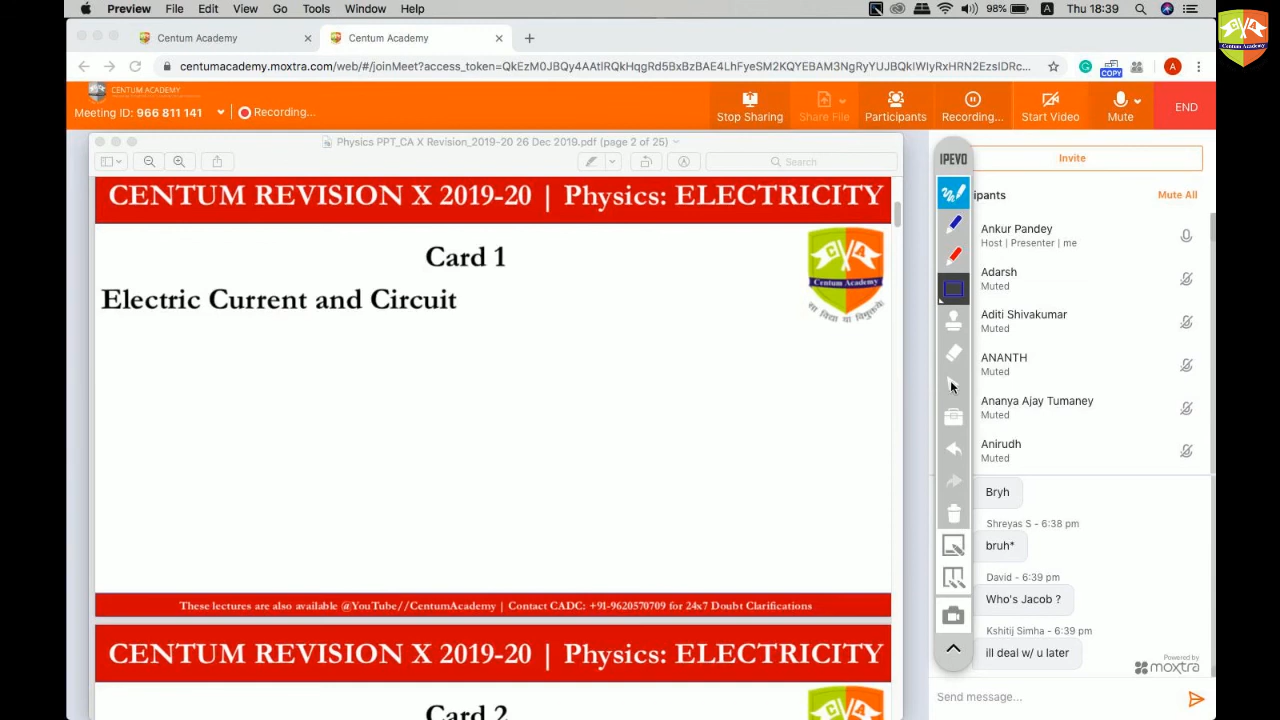 Preview File Edit View Go Tools Window Help
98% A Thu 18:39
Centum Academy
Centum Academy
centumacademy.moxtra.com/web/#/joinMeet?access_token=QkEzM0JBQy4AAtlRQkHqgRd5BxBzBAE4LhFyeSM2KQYEBAM3NgRyYUJBQkIWIyRxHRN2EzsIDRc...
COPY
A
CENTUM ACADEMY
Meeting ID: 966 811 141
Recording...
Stop Sharing
Share File
Participants
Recording...
Start Video
Mute
END
Physics PPT_CA X Revision_2019-20 26 Dec 2019.pdf (page 2 of 25)
Search
CENTUM REVISION X 2019-20 | Physics: ELECTRICITY
Card 1
Electric Current and Circuit
C A
Centum Academy
सा विद्या या विमुक्तये
These lectures are also available @YouTube//CentumAcademy | Contact CADC: +91-9620570709 for 24x7 Doubt Clarifications
CENTUM REVISION X 2019-20 | Physics: ELECTRICITY
Card 2
IPEVO
Invite
ipants
Mute All
Ankur Pandey
Host | Presenter | me
Adarsh
Muted
Aditi Shivakumar
Muted
ANANTH
Muted
Ananya Ajay Tumaney
Muted
Anirudh
Muted
Bryh
Shreyas S - 6:38 pm
bruh*
David - 6:39 pm
Who's Jacob ?
Kshitij Simha - 6:39 pm
ill deal w/ u later
Powered by
moxtra
Send message...
C A
Centum Academy